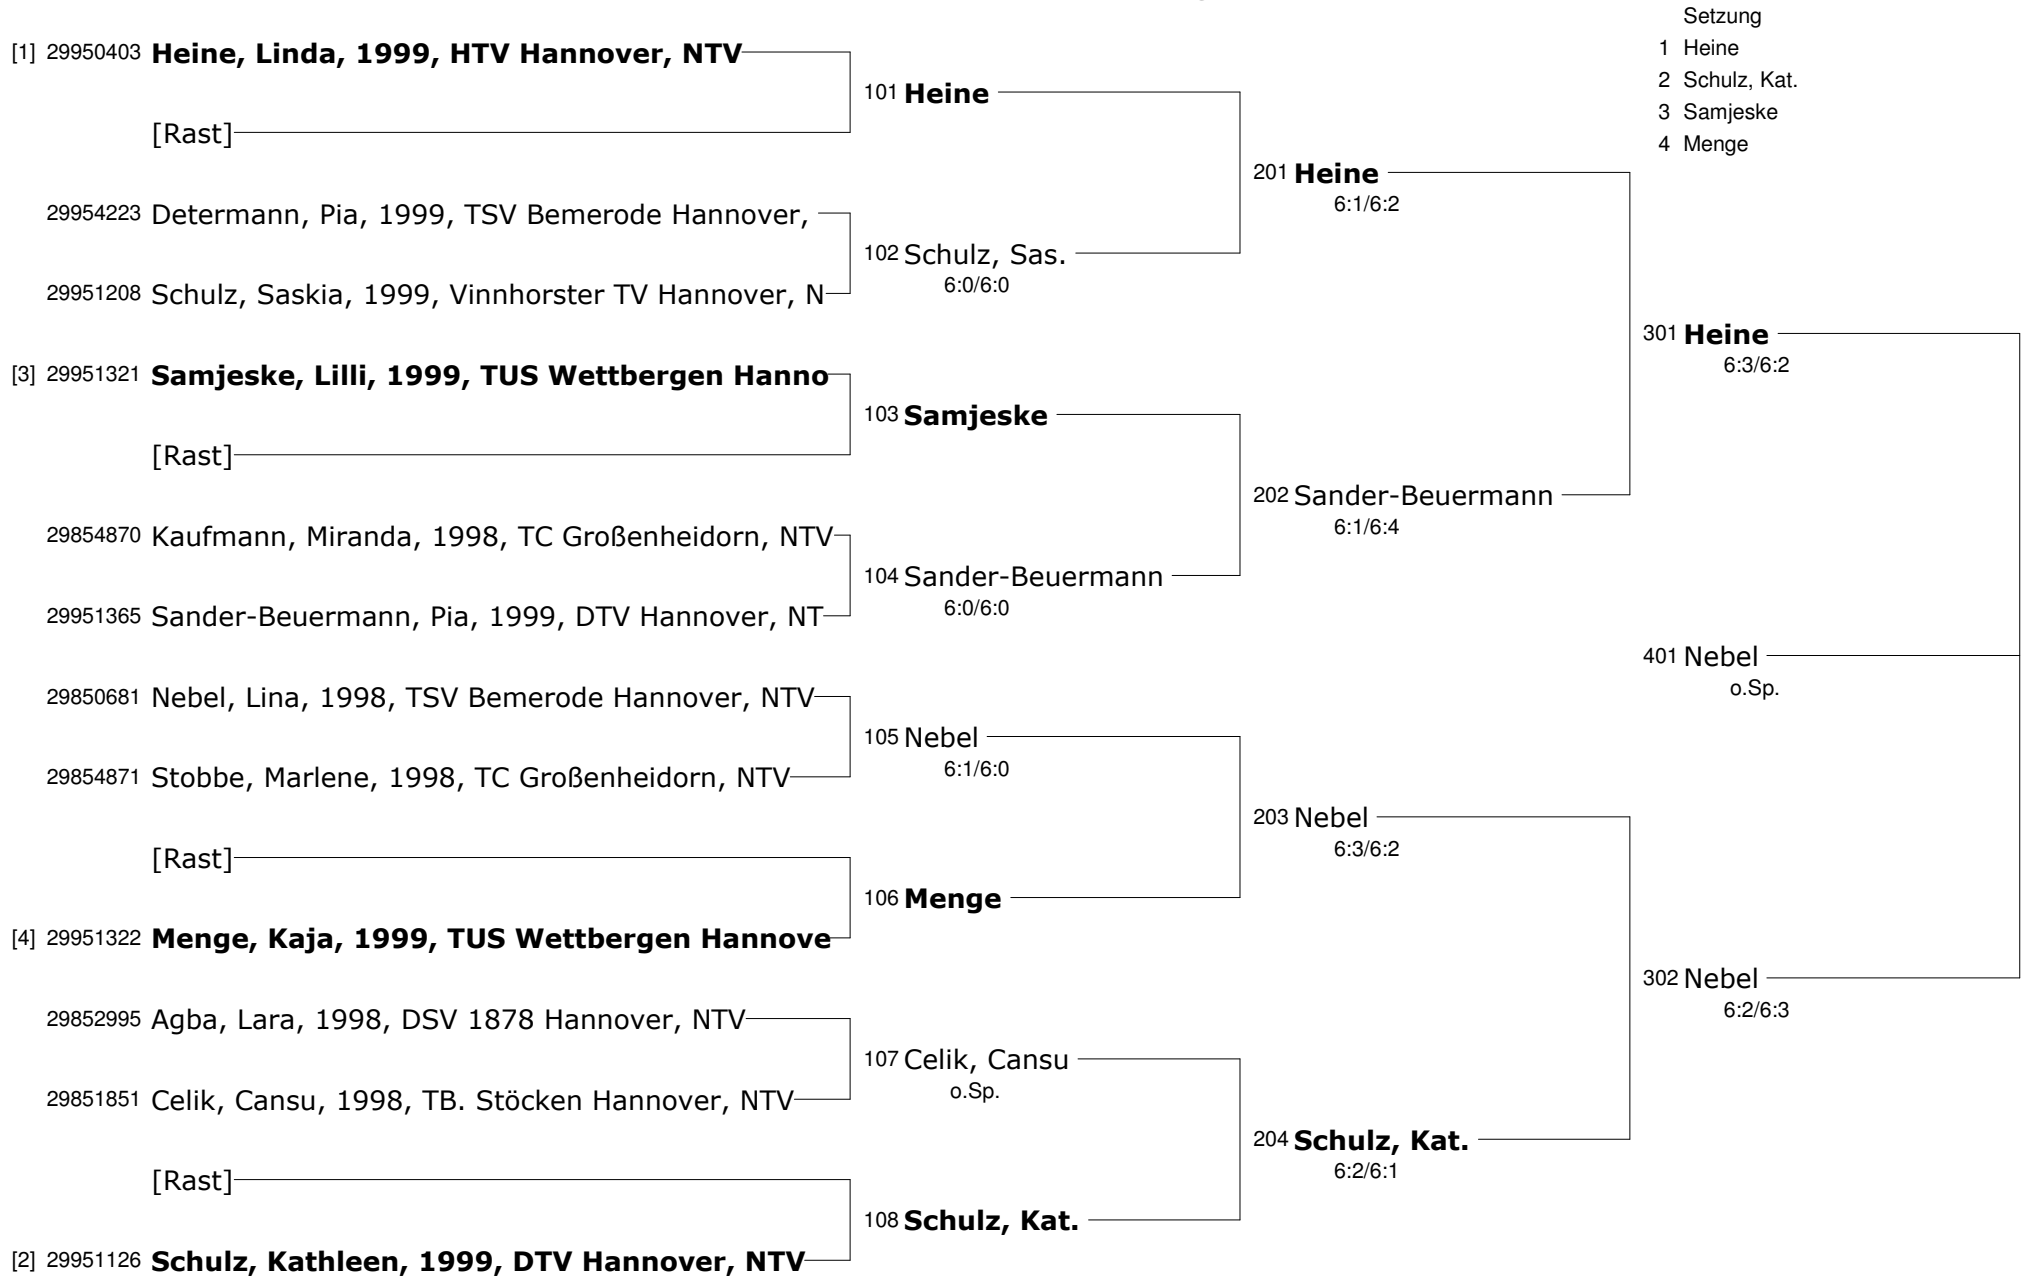 Setzung
1 Heine
2 Schulz, Kat.
3 Samjeske
4 Menge
[1] 29950403 Heine, Linda, 1999, HTV Hannover, NTV
101 Heine
[Rast]
201 Heine
6:1/6:2
29954223 Determann, Pia, 1999, TSV Bemerode Hannover,
102 Schulz, Sas.
6:0/6:0
29951208 Schulz, Saskia, 1999, Vinnhorster TV Hannover, N
301 Heine
6:3/6:2
[3] 29951321 Samjeske, Lilli, 1999, TUS Wettbergen Hanno
103 Samjeske
[Rast]
202 Sander-Beuermann
6:1/6:4
29854870 Kaufmann, Miranda, 1998, TC Großenheidorn, NTV
104 Sander-Beuermann
6:0/6:0
29951365 Sander-Beuermann, Pia, 1999, DTV Hannover, NT
401 Nebel
o.Sp.
29850681 Nebel, Lina, 1998, TSV Bemerode Hannover, NTV
105 Nebel
6:1/6:0
29854871 Stobbe, Marlene, 1998, TC Großenheidorn, NTV
203 Nebel
6:3/6:2
[Rast]
106 Menge
[4] 29951322 Menge, Kaja, 1999, TUS Wettbergen Hannove
302 Nebel
6:2/6:3
29852995 Agba, Lara, 1998, DSV 1878 Hannover, NTV
107 Celik, Cansu
o.Sp.
29851851 Celik, Cansu, 1998, TB. Stöcken Hannover, NTV
204 Schulz, Kat.
6:2/6:1
[Rast]
108 Schulz, Kat.
[2] 29951126 Schulz, Kathleen, 1999, DTV Hannover, NTV